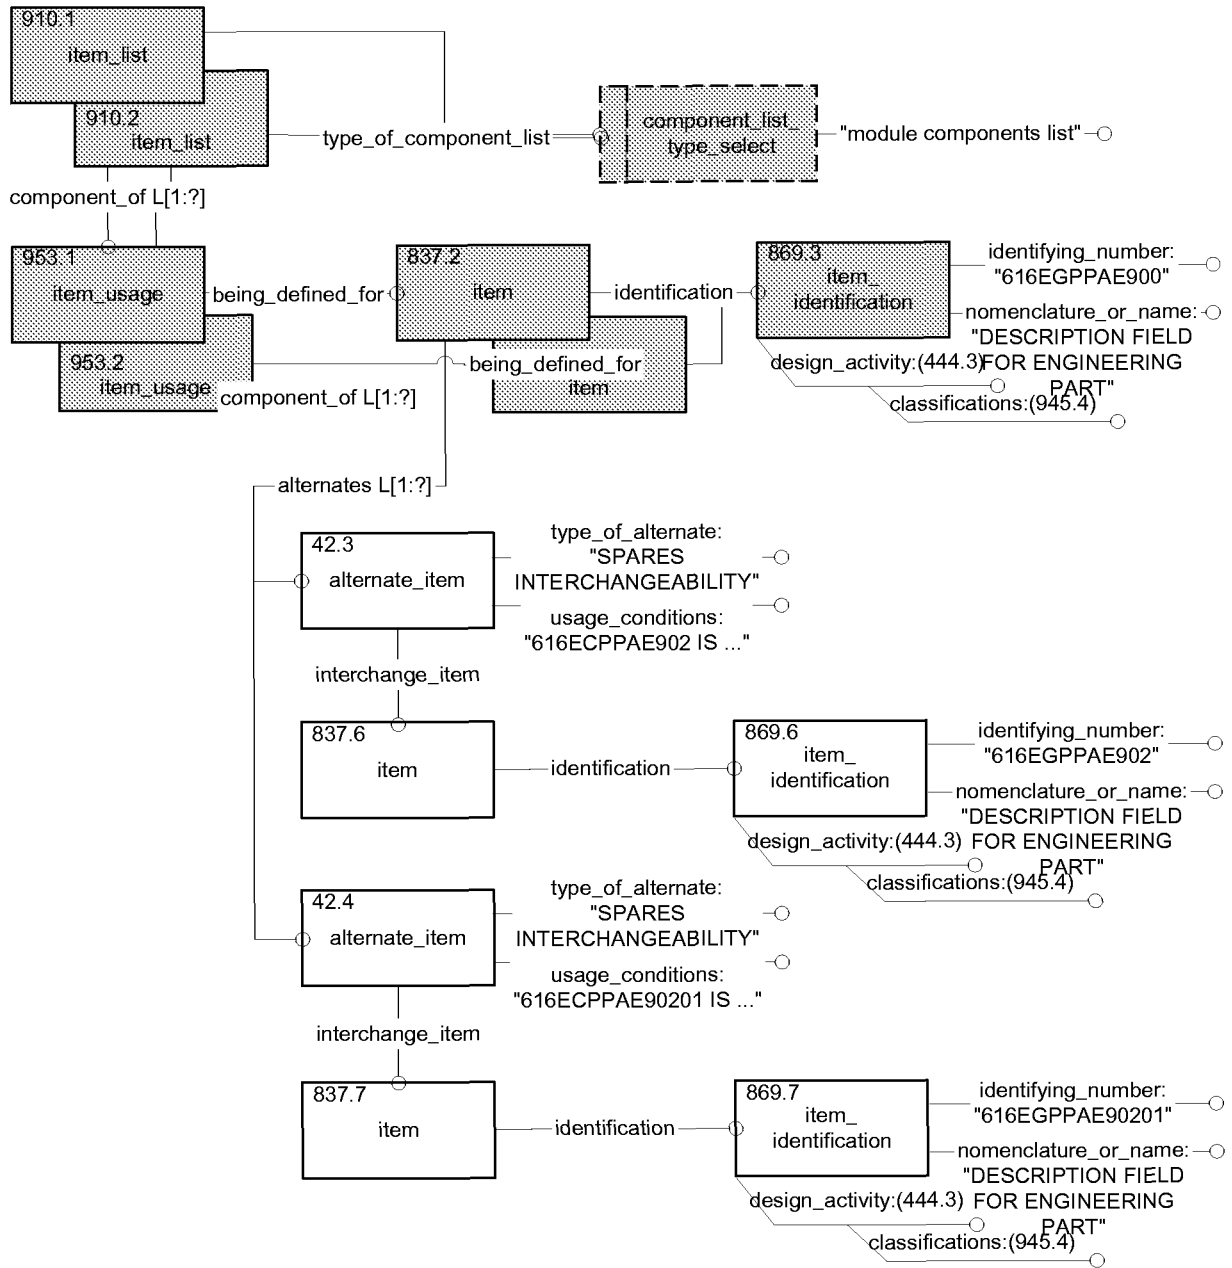 910.1
item_list
910.2
item_list
type_of_component_list
component_list_
type_select
"module components list"
component_of L[1:?]
953.1
item_usage
being_defined_for
837.2
item
identification
869.3
item_
identification
identifying_number:
"616EGPPAE900"
nomenclature_or_name:
"DESCRIPTION FIELD
FOR ENGINEERING
PART"
design_activity:(444.3)
classifications:(945.4)
953.2
item_usage
component_of L[1:?]
being_defined_for
item
alternates L[1:?]
42.3
alternate_item
type_of_alternate:
"SPARES
INTERCHANGEABILITY"
usage_conditions:
"616ECPPAE902 IS ..."
interchange_item
837.6
item
identification
869.6
item_
identification
identifying_number:
"616EGPPAE902"
nomenclature_or_name:
"DESCRIPTION FIELD
FOR ENGINEERING
PART"
design_activity:(444.3)
classifications:(945.4)
42.4
alternate_item
type_of_alternate:
"SPARES
INTERCHANGEABILITY"
usage_conditions:
"616ECPPAE90201 IS ..."
interchange_item
837.7
item
identification
869.7
item_
identification
identifying_number:
"616EGPPAE90201"
nomenclature_or_name:
"DESCRIPTION FIELD
FOR ENGINEERING
PART"
design_activity:(444.3)
classifications:(945.4)